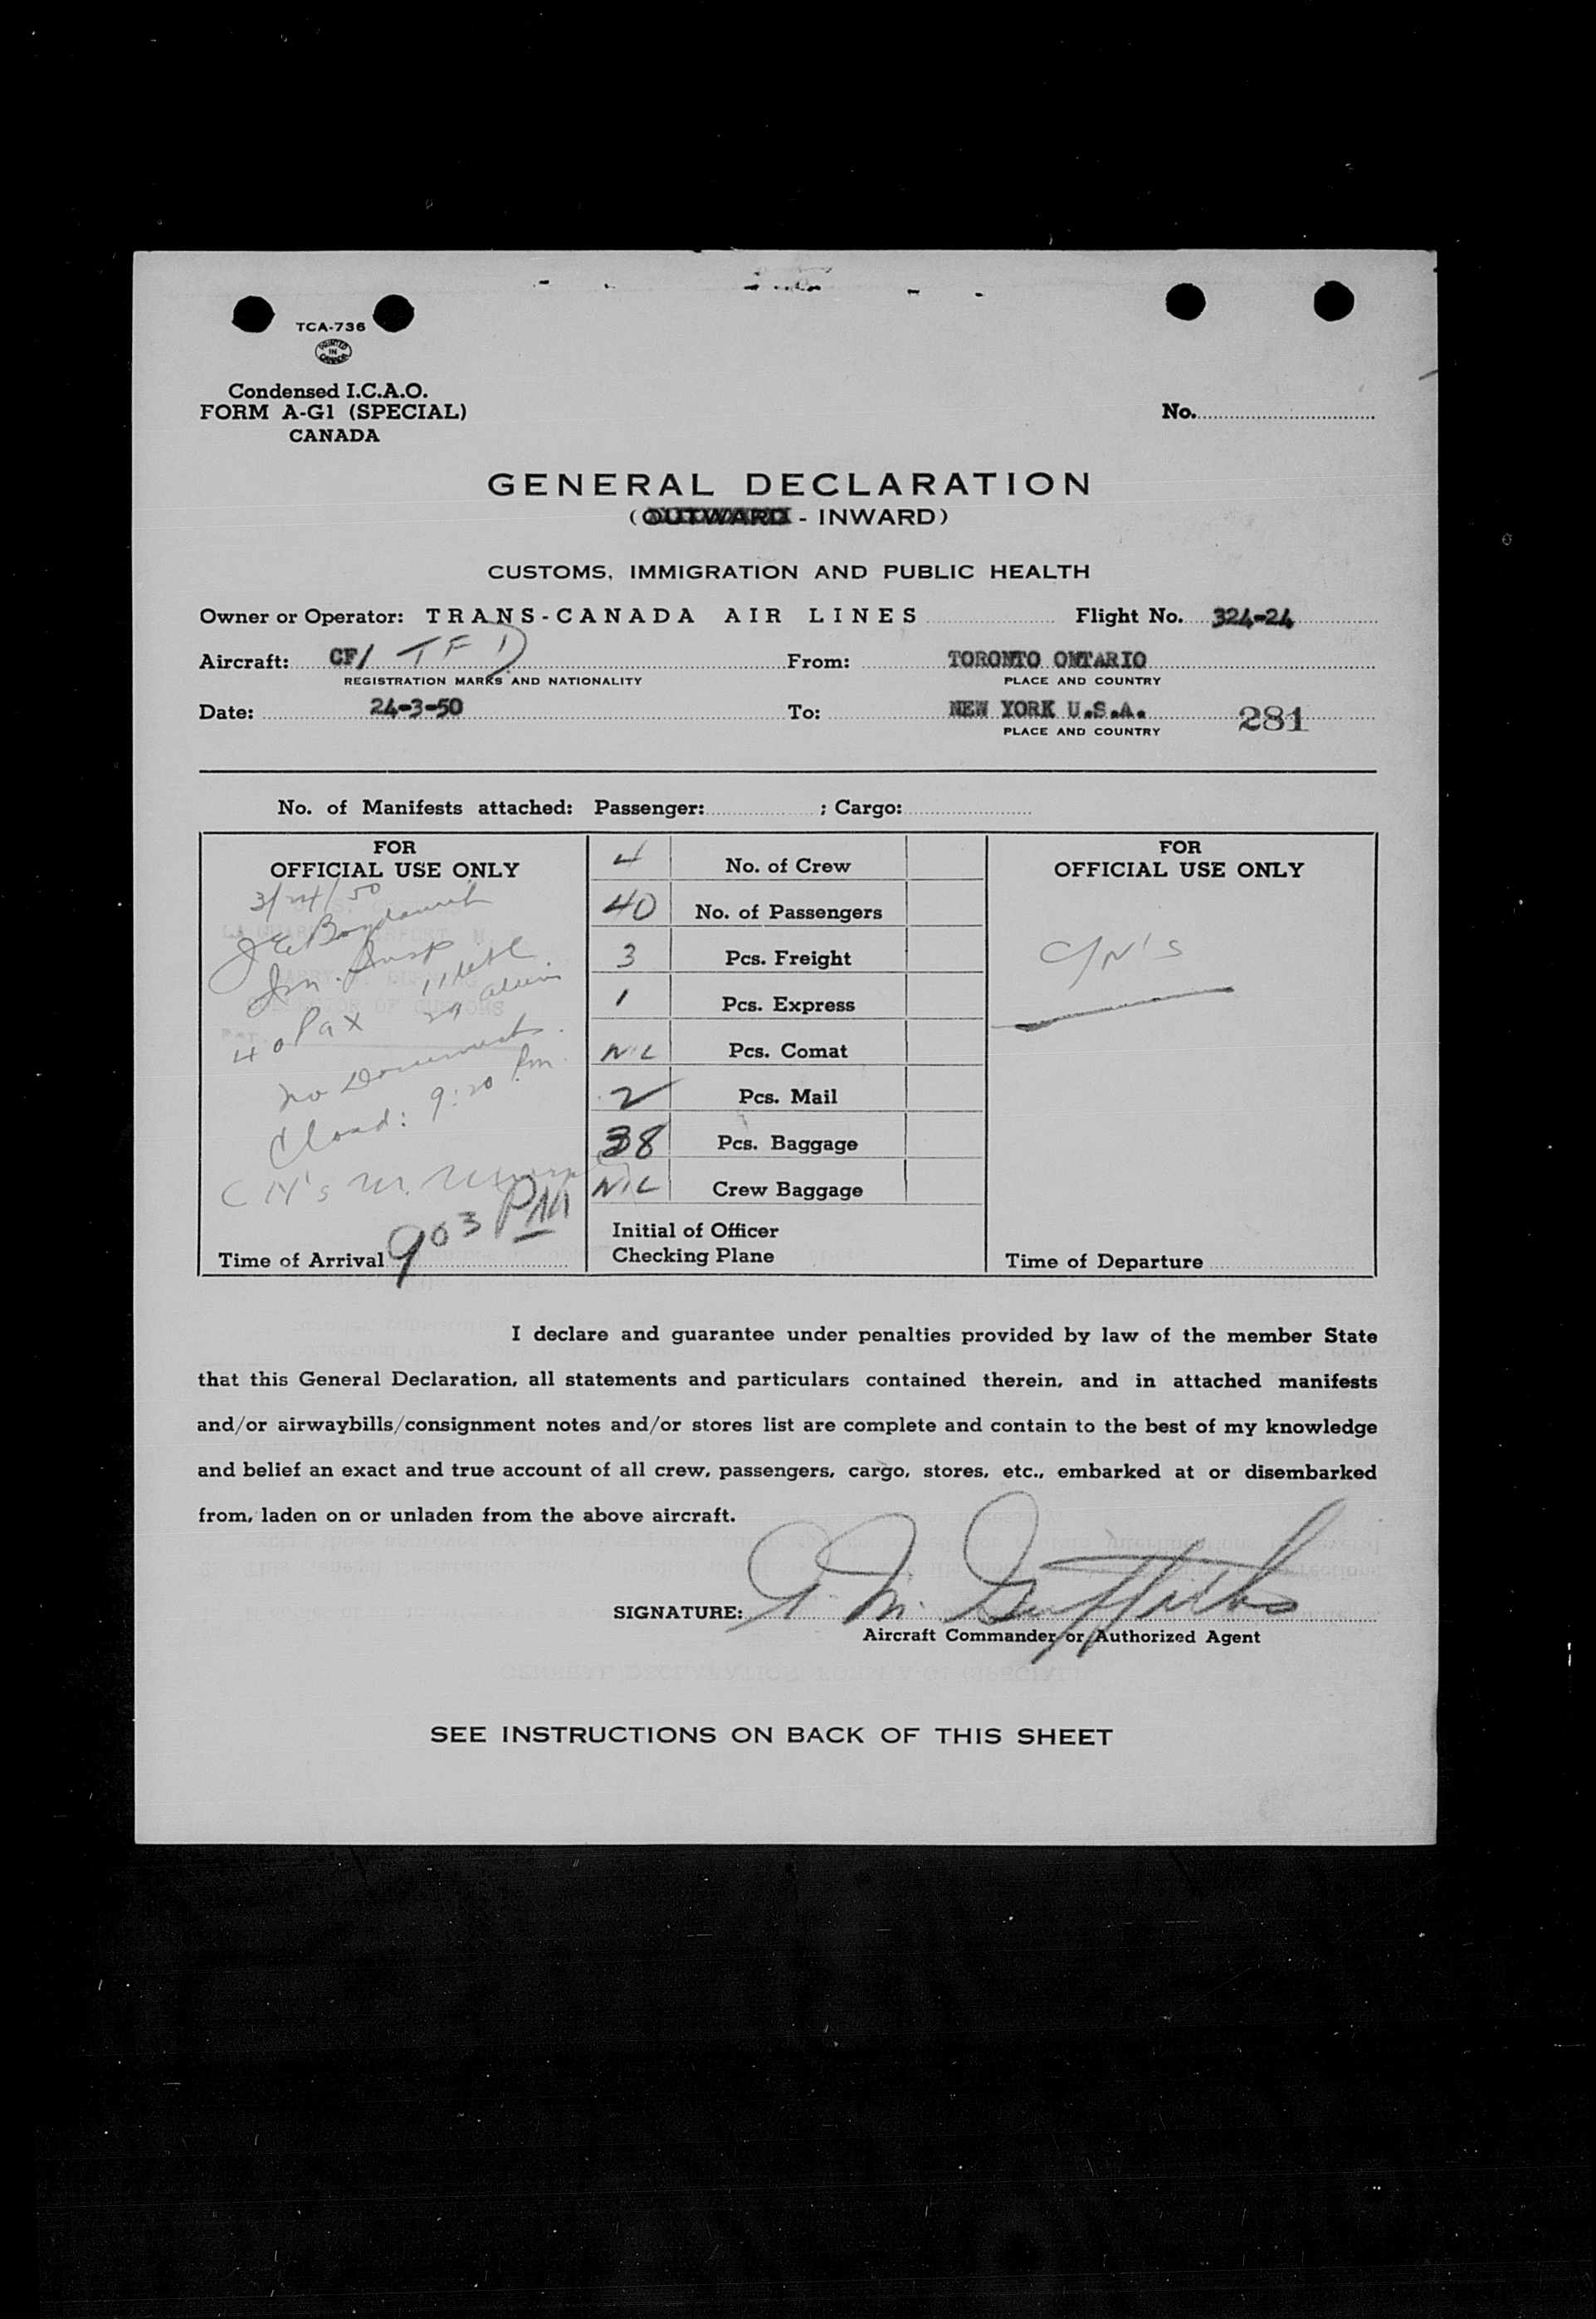 TCA-736
PRINTED IN CANADA
Condensed I.C.A.O.
FORM A-G1 (SPECIAL)
CANADA
No.
GENERAL DECLARATION
(OUTWARD - INWARD)
CUSTOMS, IMMIGRATION AND PUBLIC HEALTH
Owner or Operator: TRANS-CANADA AIR LINES Flight No. 324-24
Aircraft: CF/ TFD From: TORONTO ONTARIO
REGISTRATION MARKS AND NATIONALITY PLACE AND COUNTRY
Date: 24-3-50 To: NEW YORK U.S.A. 281
PLACE AND COUNTRY
No. of Manifests attached: Passenger: ; Cargo:
FOR
OFFICIAL USE ONLY
3/24/50
Im. Insp
40 Pax 29 aliens
no Documents.
Cload: 9:20 Pm.
C N's M.
903 PM
Time of Arrival
4 No. of Crew
40 No. of Passengers
3 Pcs. Freight
1 Pcs. Express
NIL Pcs. Comat
2 Pcs. Mail
38 Pcs. Baggage
NIL Crew Baggage
Initial of Officer
Checking Plane
FOR
OFFICIAL USE ONLY
C/N's
Time of Departure
I declare and guarantee under penalties provided by law of the member State
that this General Declaration, all statements and particulars contained therein, and in attached manifests
and/or airwaybills/consignment notes and/or stores list are complete and contain to the best of my knowledge
and belief an exact and true account of all crew, passengers, cargo, stores, etc., embarked at or disembarked
from, laden on or unladen from the above aircraft.
SIGNATURE: G. M. Griffiths
Aircraft Commander or Authorized Agent
SEE INSTRUCTIONS ON BACK OF THIS SHEET